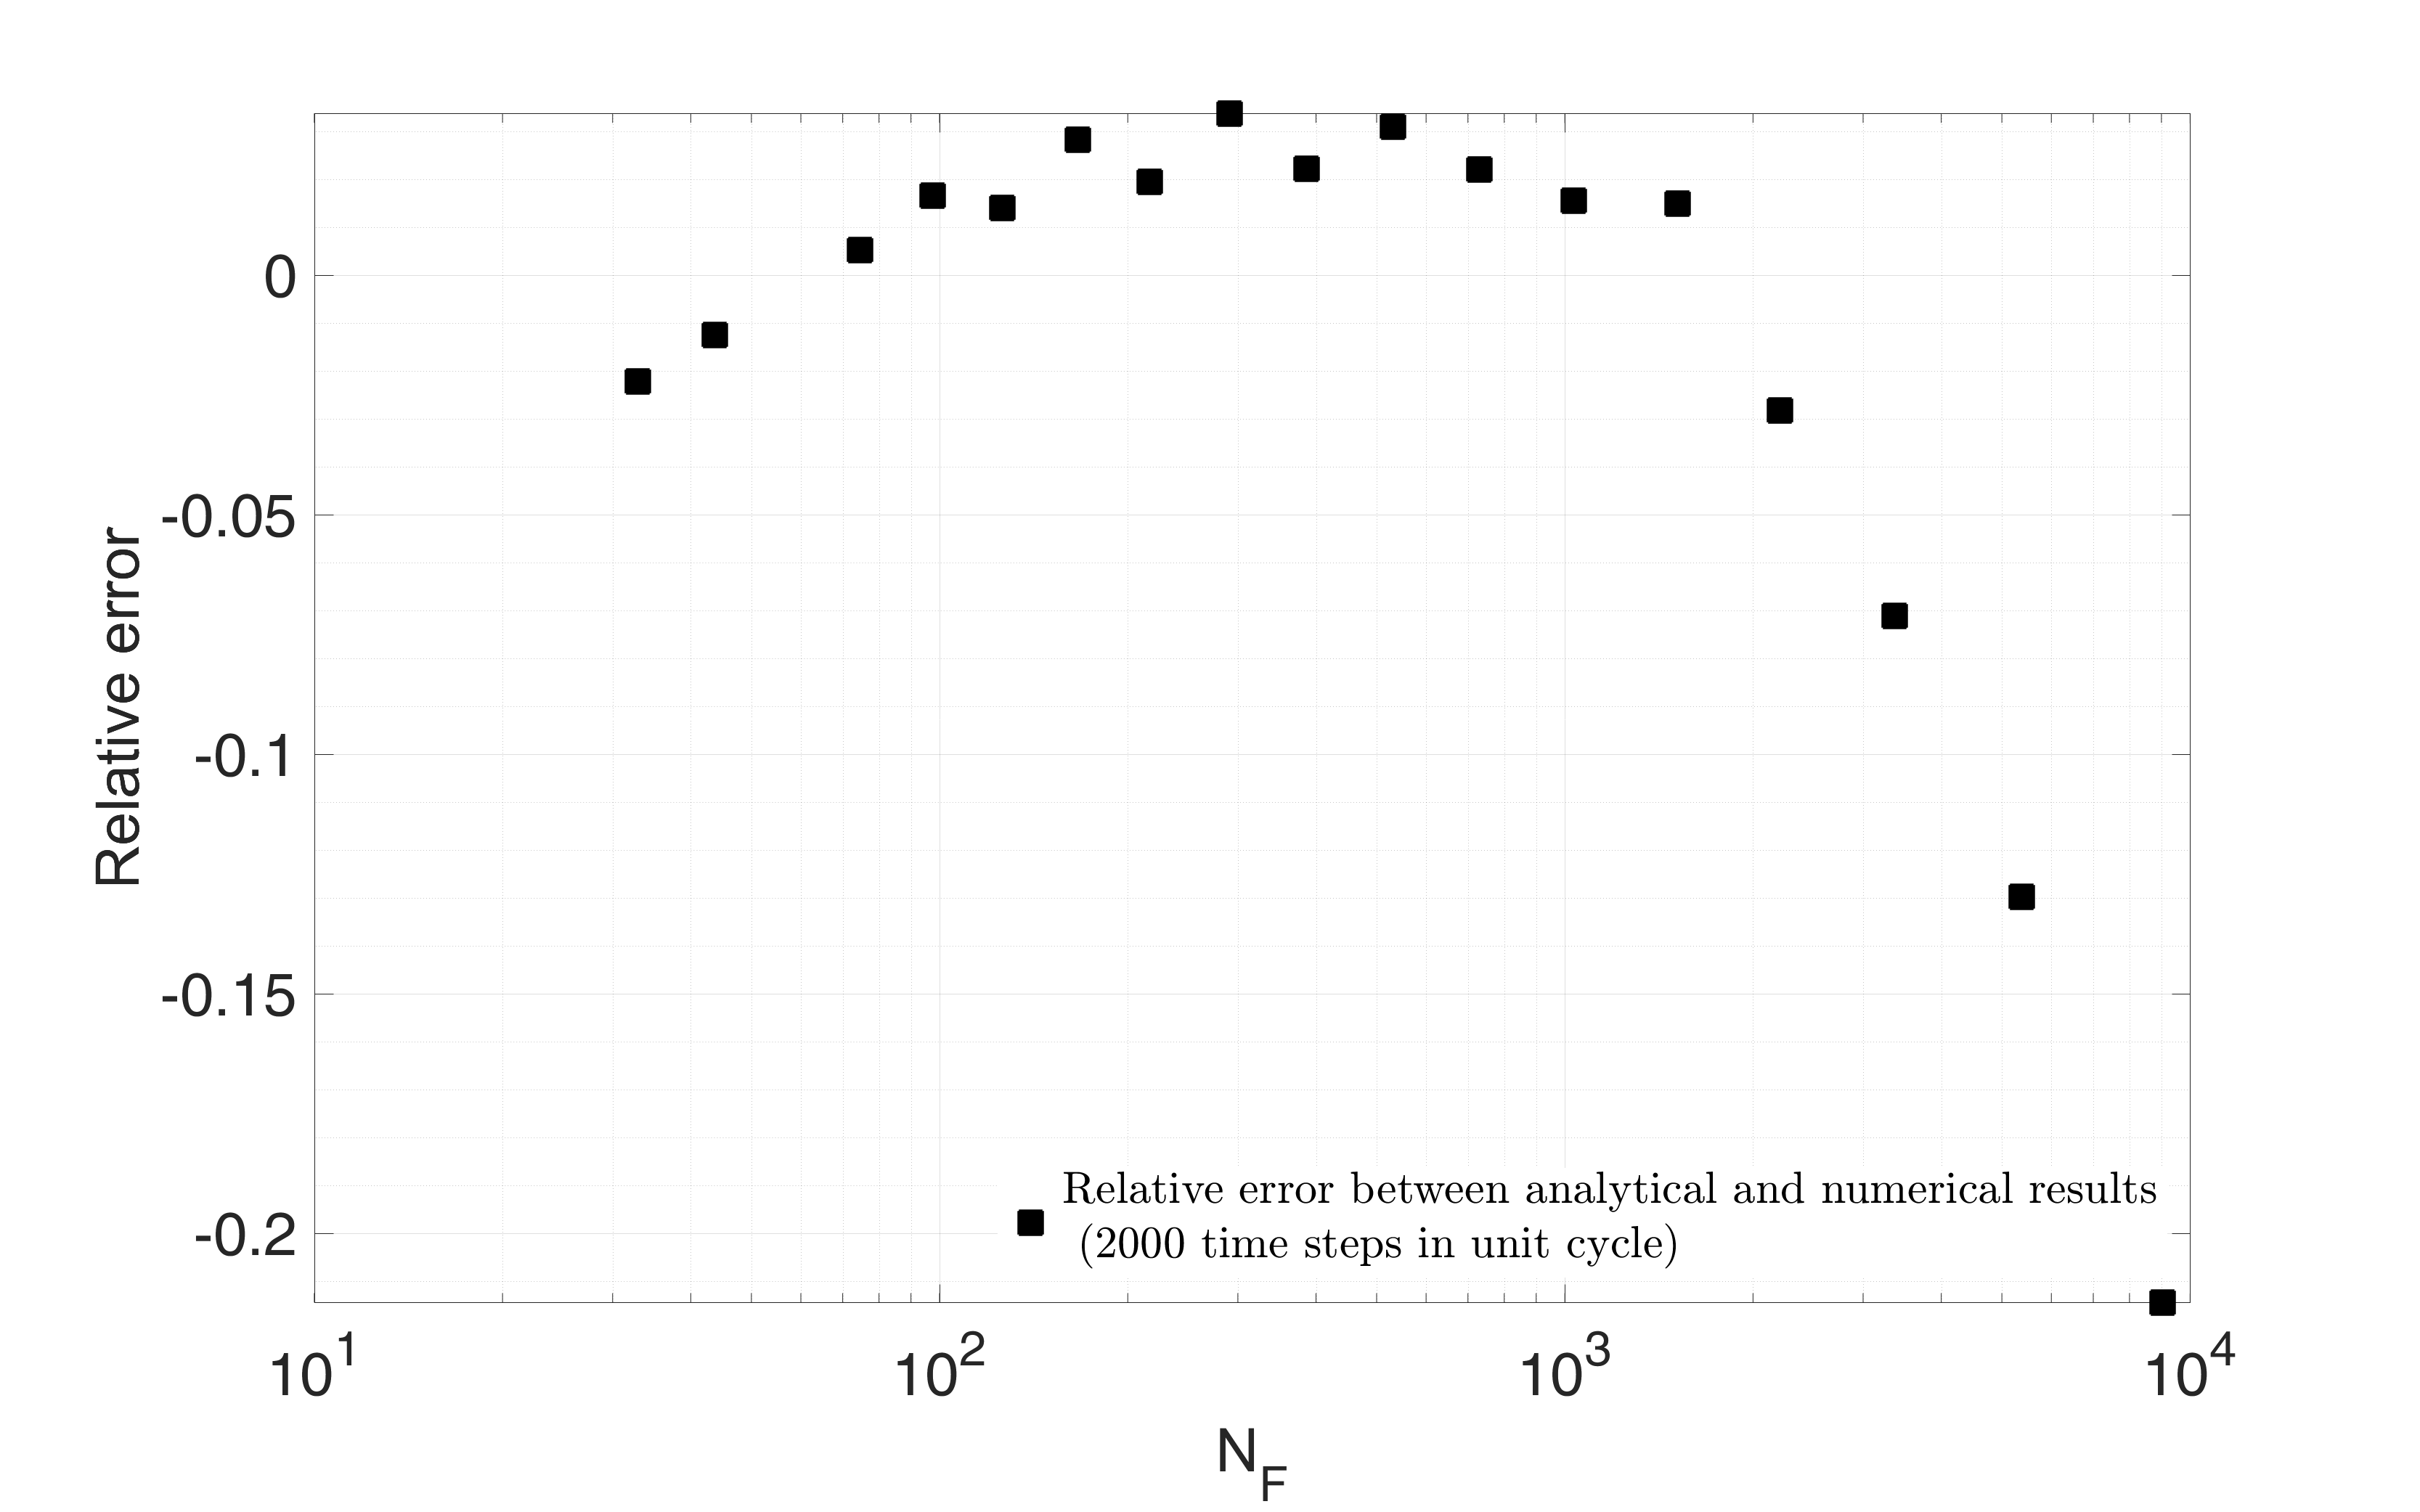 0
-0.05
-0.1
-0.15
-0.2
Relative error
Relative error between analytical and numerical results
(2000 time steps in unit cycle)
10^1
10^2
10^3
10^4
N_F